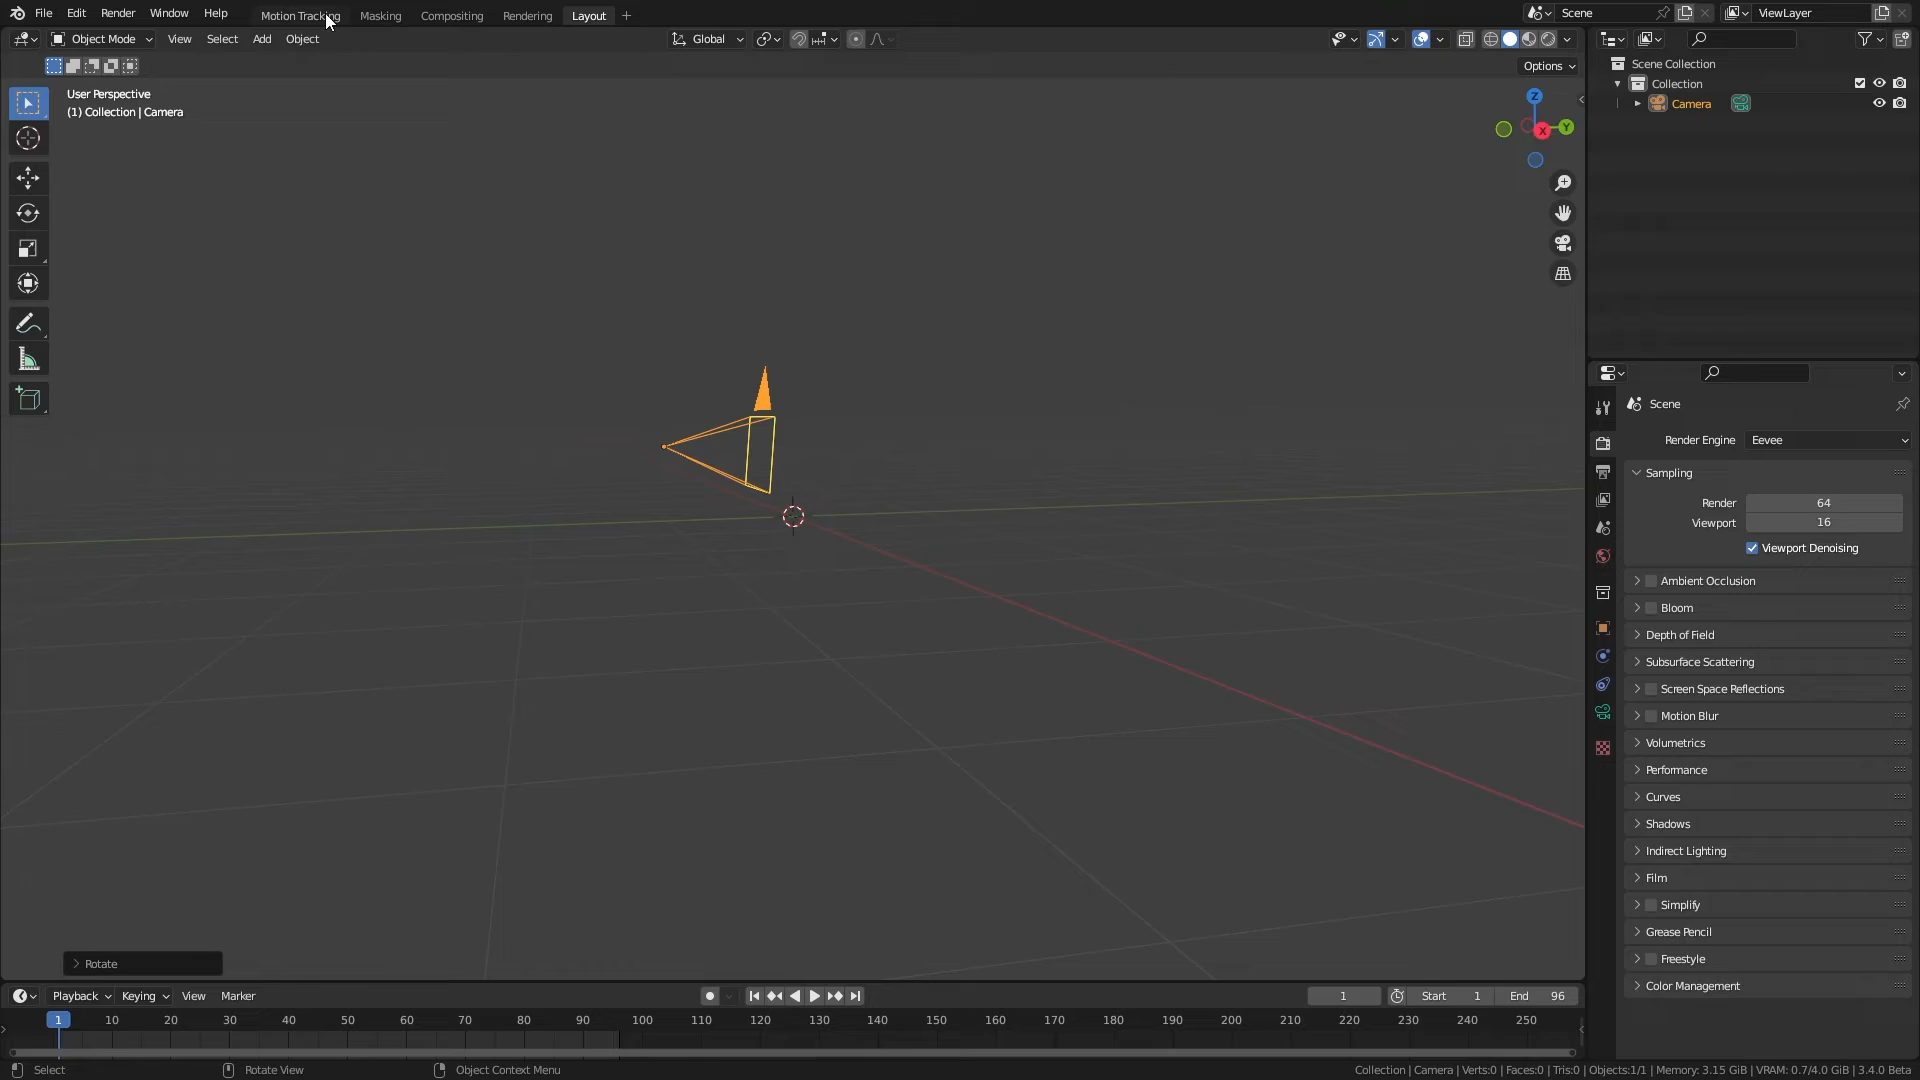 File Edit Render Window Help Motion Tracking Masking Compositing Rendering Layout Scene ViewLayer
Object Mode View Select Add Object Global
Options
User Perspective
(1) Collection | Camera
Z
Y
X
Rotate
Scene Collection
Collection
Camera
Scene
Render Engine Eevee
Sampling
Render 64
Viewport 16
Viewport Denoising
Ambient Occlusion
Bloom
Depth of Field
Subsurface Scattering
Screen Space Reflections
Motion Blur
Volumetrics
Performance
Curves
Shadows
Indirect Lighting
Film
Simplify
Grease Pencil
Freestyle
Color Management
Playback Keying View Marker 1 Start 1 End 96
1 10 20 30 40 50 60 70 80 90 100 110 120 130 140 150 160 170 180 190 200 210 220 230 240 250
Select Rotate View Object Context Menu Collection | Camera | Verts:0 | Faces:0 | Tris:0 | Objects:1/1 | Memory: 3.15 GiB | VRAM: 0.7/4.0 GiB | 3.4.0 Beta